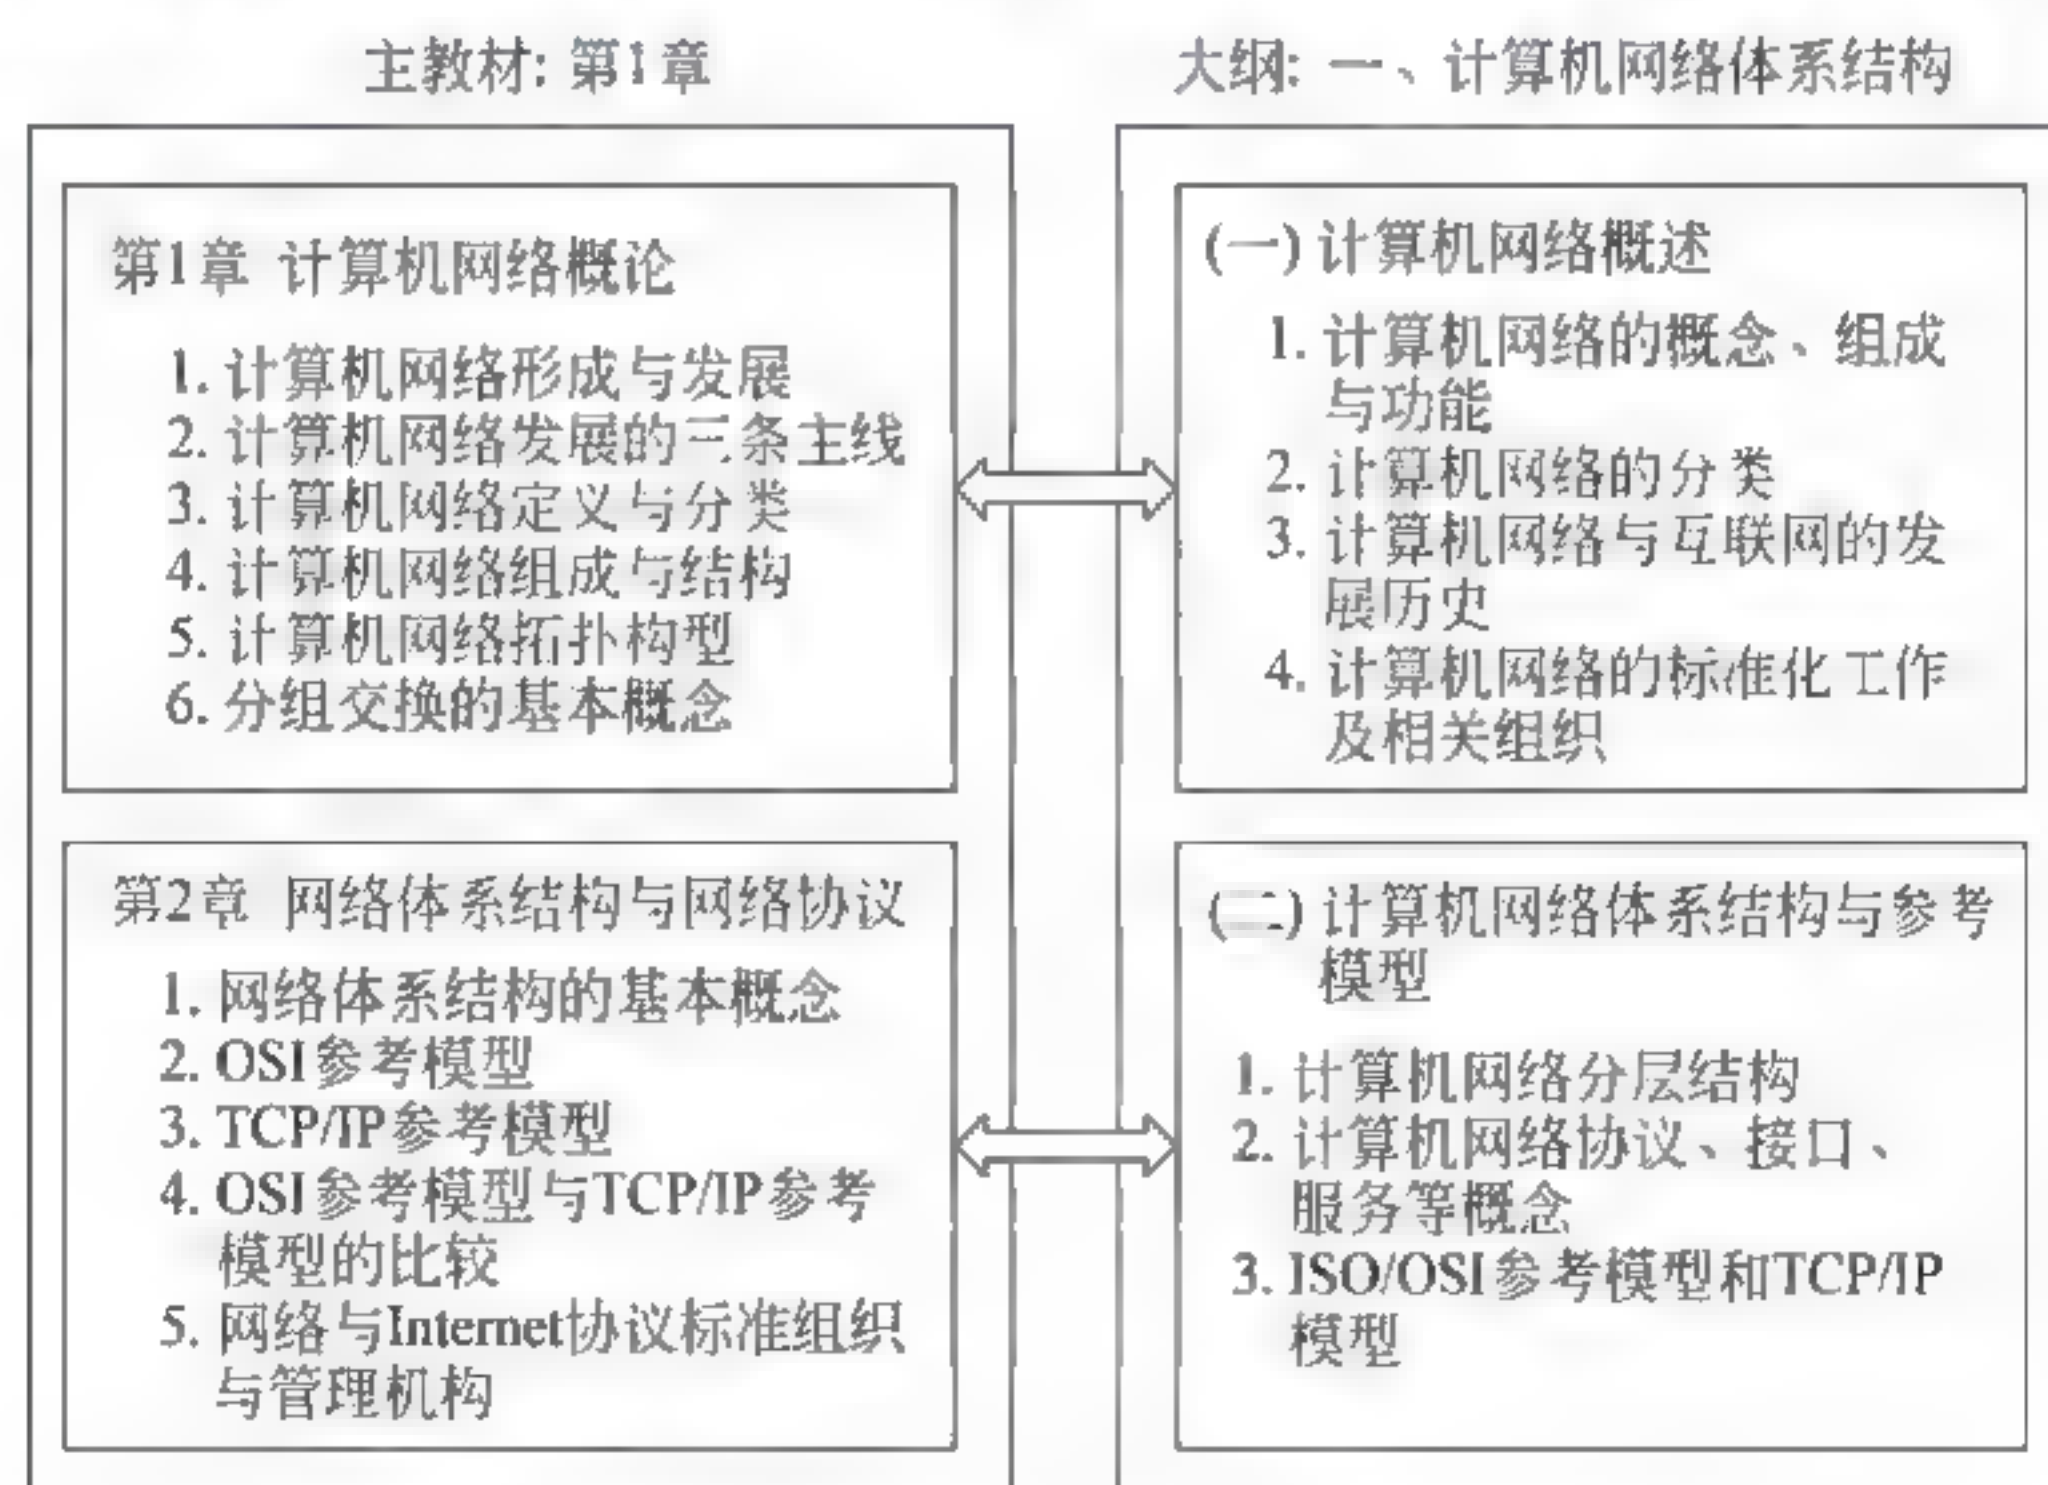 主教材: 第1章
大纲: 一、计算机网络体系结构
第1章 计算机网络概论
1. 计算机网络形成与发展
2. 计算机网络发展的三条主线
3. 计算机网络定义与分类
4. 计算机网络组成与结构
5. 计算机网络拓扑构型
6. 分组交换的基本概念
(一) 计算机网络概述
1. 计算机网络的概念、组成
与功能
2. 计算机网络的分类
3. 计算机网络与互联网的发
展历史
4. 计算机网络的标准化工作
及相关组织
第2章 网络体系结构与网络协议
1. 网络体系结构的基本概念
2. OSI参考模型
3. TCP/IP参考模型
4. OSI参考模型与TCP/IP参考
模型的比较
5. 网络与Internet协议标准组织
与管理机构
(二) 计算机网络体系结构与参考
模型
1. 计算机网络分层结构
2. 计算机网络协议、接口、
服务等概念
3. ISO/OSI参考模型和TCP/IP
模型